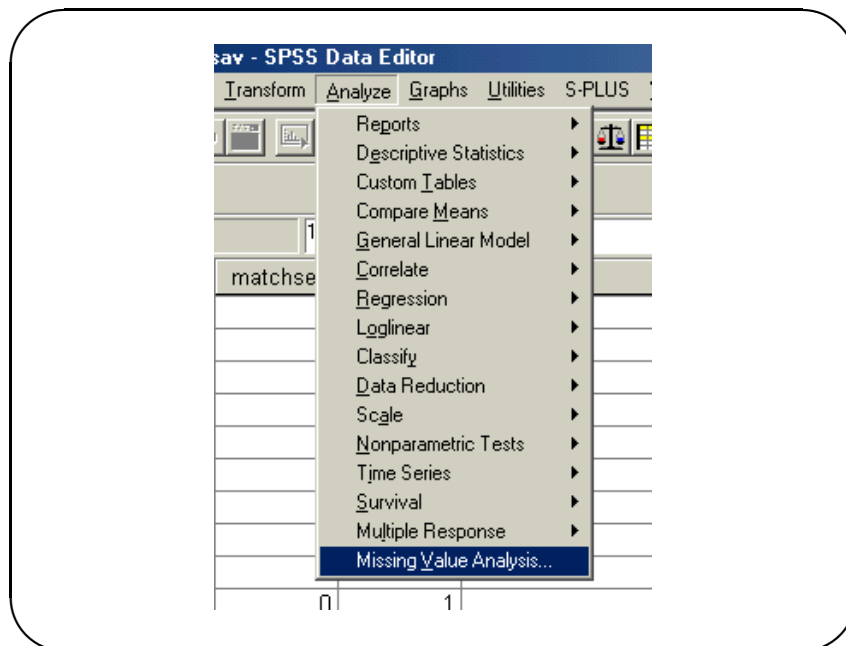 sav - SPSS Data Editor
Transform Analyze Graphs Utilities S-PLUS
Reports
Descriptive Statistics
Custom Tables
Compare Means
1
General Linear Model
matchse
Correlate
Regression
Loglinear
Classify
Data Reduction
Scale
Nonparametric Tests
Time Series
Survival
Multiple Response
Missing Value Analysis...
0 1